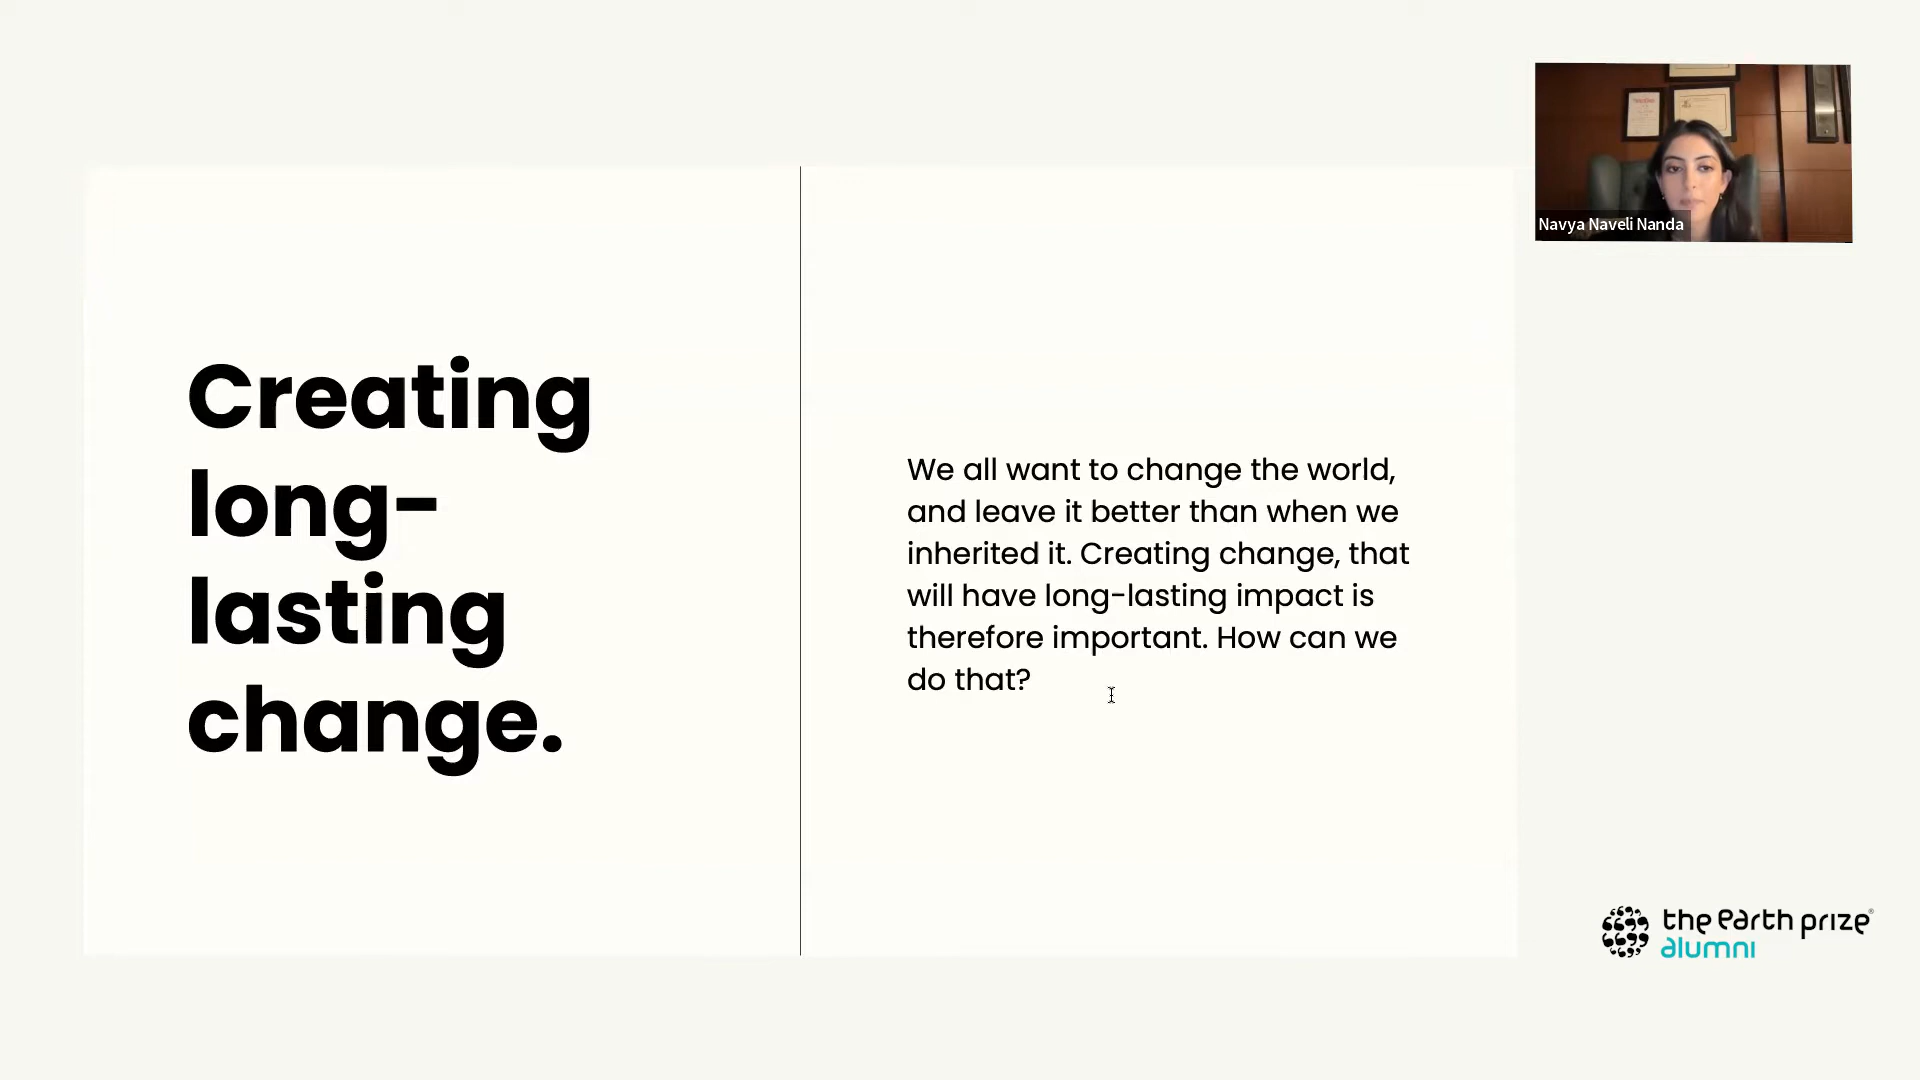 Creating
long-
lasting
change.
We all want to change the world,
and leave it better than when we
inherited it. Creating change, that
will have long-lasting impact is
therefore important. How can we
do that?
Navya Naveli Nanda
the earth prize®
alumni